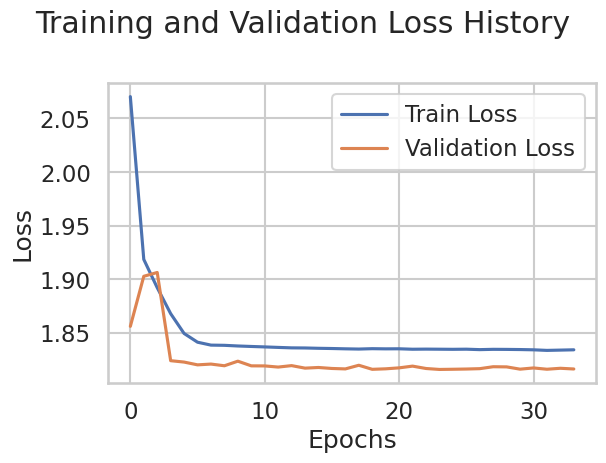 Training and Validation Loss History
Train Loss
Validation Loss
2.05
2.00
1.95
1.90
1.85
Loss
0
10
20
30
Epochs